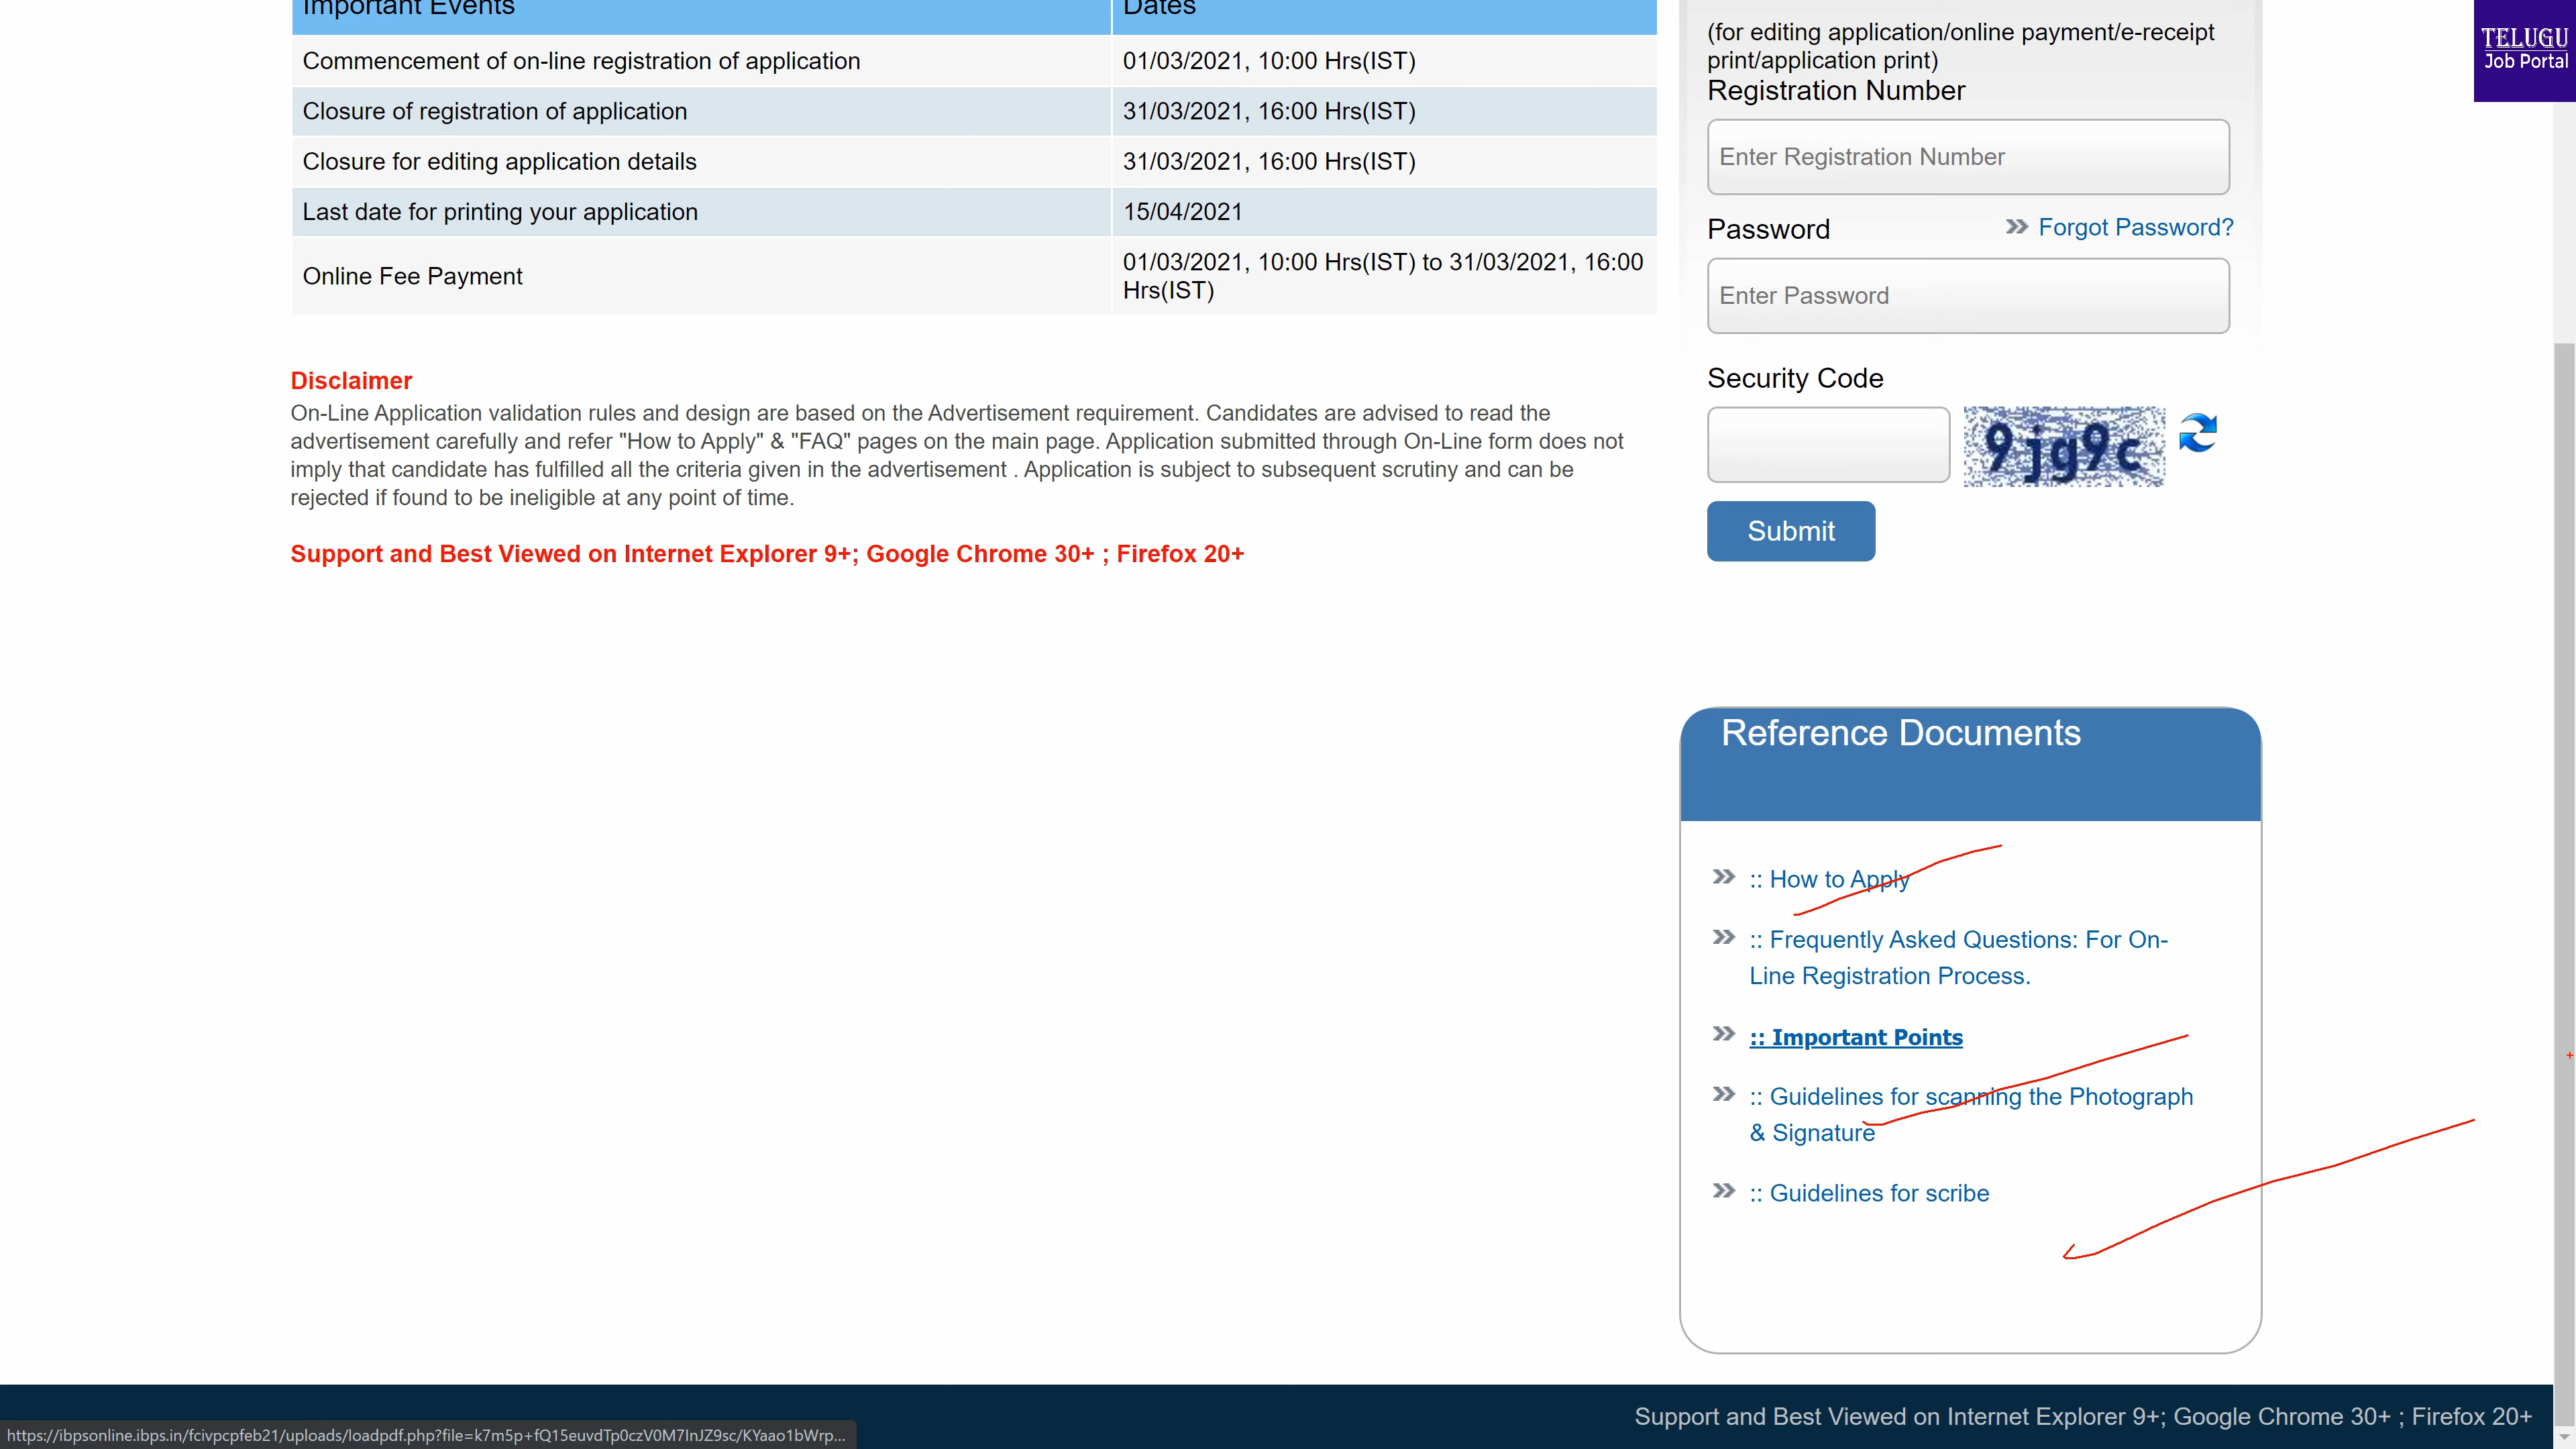 Important Events
Dates
Commencement of on-line registration of application
01/03/2021, 10:00 Hrs(IST)
Closure of registration of application
31/03/2021, 16:00 Hrs(IST)
Closure for editing application details
31/03/2021, 16:00 Hrs(IST)
Last date for printing your application
15/04/2021
Online Fee Payment
01/03/2021, 10:00 Hrs(IST) to 31/03/2021, 16:00
Hrs(IST)
Disclaimer
On-Line Application validation rules and design are based on the Advertisement requirement. Candidates are advised to read the
advertisement carefully and refer "How to Apply" & "FAQ" pages on the main page. Application submitted through On-Line form does not
imply that candidate has fulfilled all the criteria given in the advertisement . Application is subject to subsequent scrutiny and can be
rejected if found to be ineligible at any point of time.
Support and Best Viewed on Internet Explorer 9+; Google Chrome 30+ ; Firefox 20+
(for editing application/online payment/e-receipt
print/application print)
Registration Number
Enter Registration Number
Password
Forgot Password?
Enter Password
Security Code
9jg9c
Submit
Reference Documents
:: How to Apply
:: Frequently Asked Questions: For On-
Line Registration Process.
:: Important Points
:: Guidelines for scanning the Photograph
& Signature
:: Guidelines for scribe
TELUGU
Job Portal
Support and Best Viewed on Internet Explorer 9+; Google Chrome 30+ ; Firefox 20+
https://ibpsonline.ibps.in/fcivpcpfeb21/uploads/loadpdf.php?file=k7m5p+fQ15euvdTp0czV0M7InJZ9sc/KYaao1bWrp...